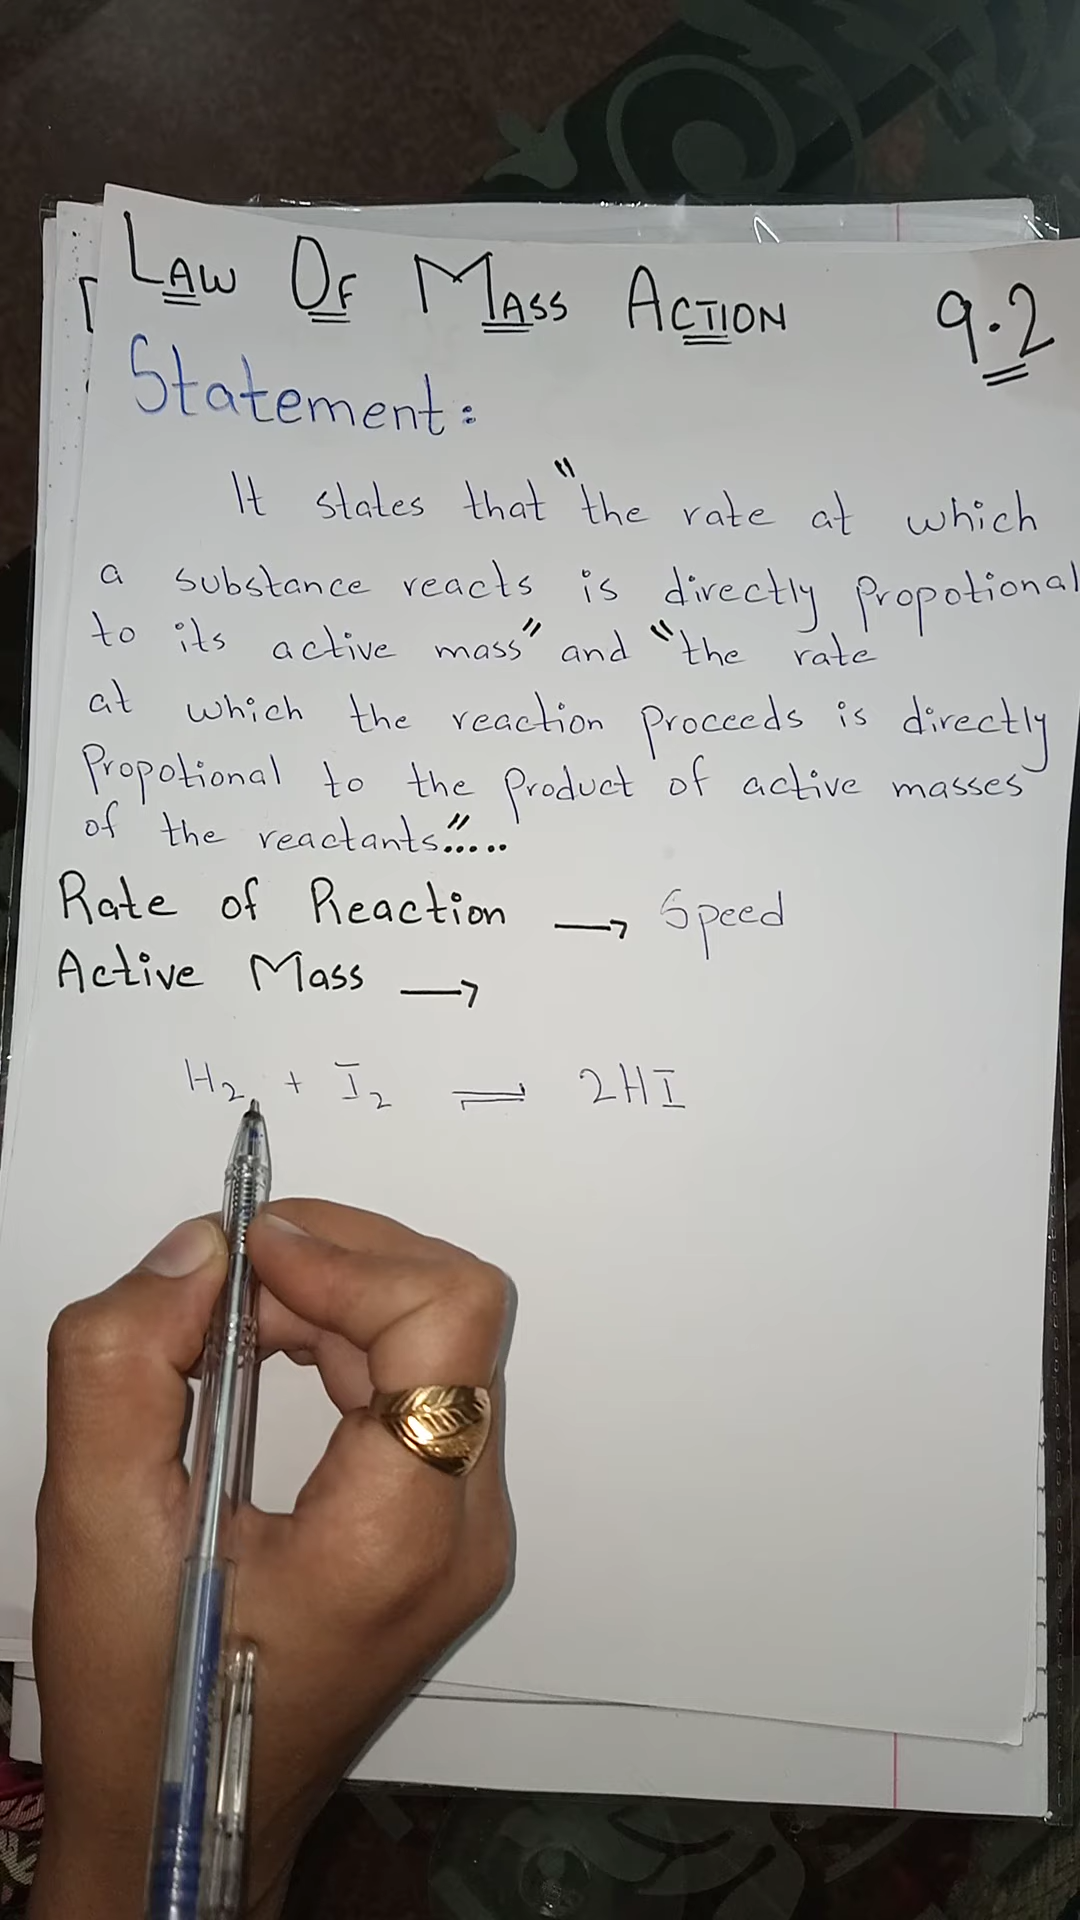 LAW OF MASS ACTION 9.2
Statement:
It states that "the rate at which
a substance reacts is directly Propotional
to its active mass" and "the rate
at which the reaction proceeds is directly
Propotional to the product of active masses
of the reactants".....
Rate of Reaction → Speed
Active Mass →
H₂ + I₂ ⇌ 2HI